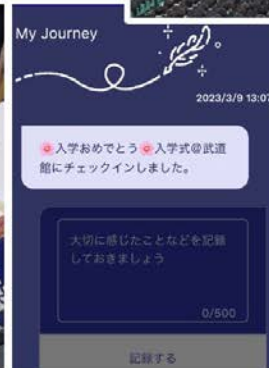 My Journey
2023/3/9 13:07
🌸入学おめでとう🌸入学式@武道
館にチェックインしました。
大切に感じたことなどを記録
しておきましょう
0/500
記録する